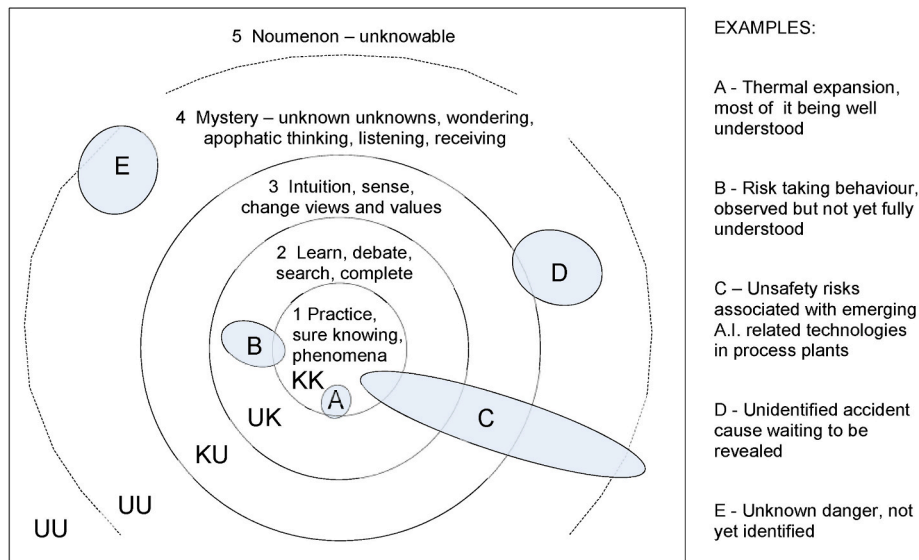 5 Noumenon – unknowable
4 Mystery – unknown unknowns, wondering,
apophatic thinking, listening, receiving
3 Intuition, sense,
change views and values
2 Learn, debate,
search, complete
1 Practice,
sure knowing,
phenomena
KK
UK
KU
UU
UU
A
B
C
D
E
EXAMPLES:
A - Thermal expansion,
most of it being well
understood
B - Risk taking behaviour,
observed but not yet fully
understood
C – Unsafety risks
associated with emerging
A.I. related technologies
in process plants
D - Unidentified accident
cause waiting to be
revealed
E - Unknown danger, not
yet identified